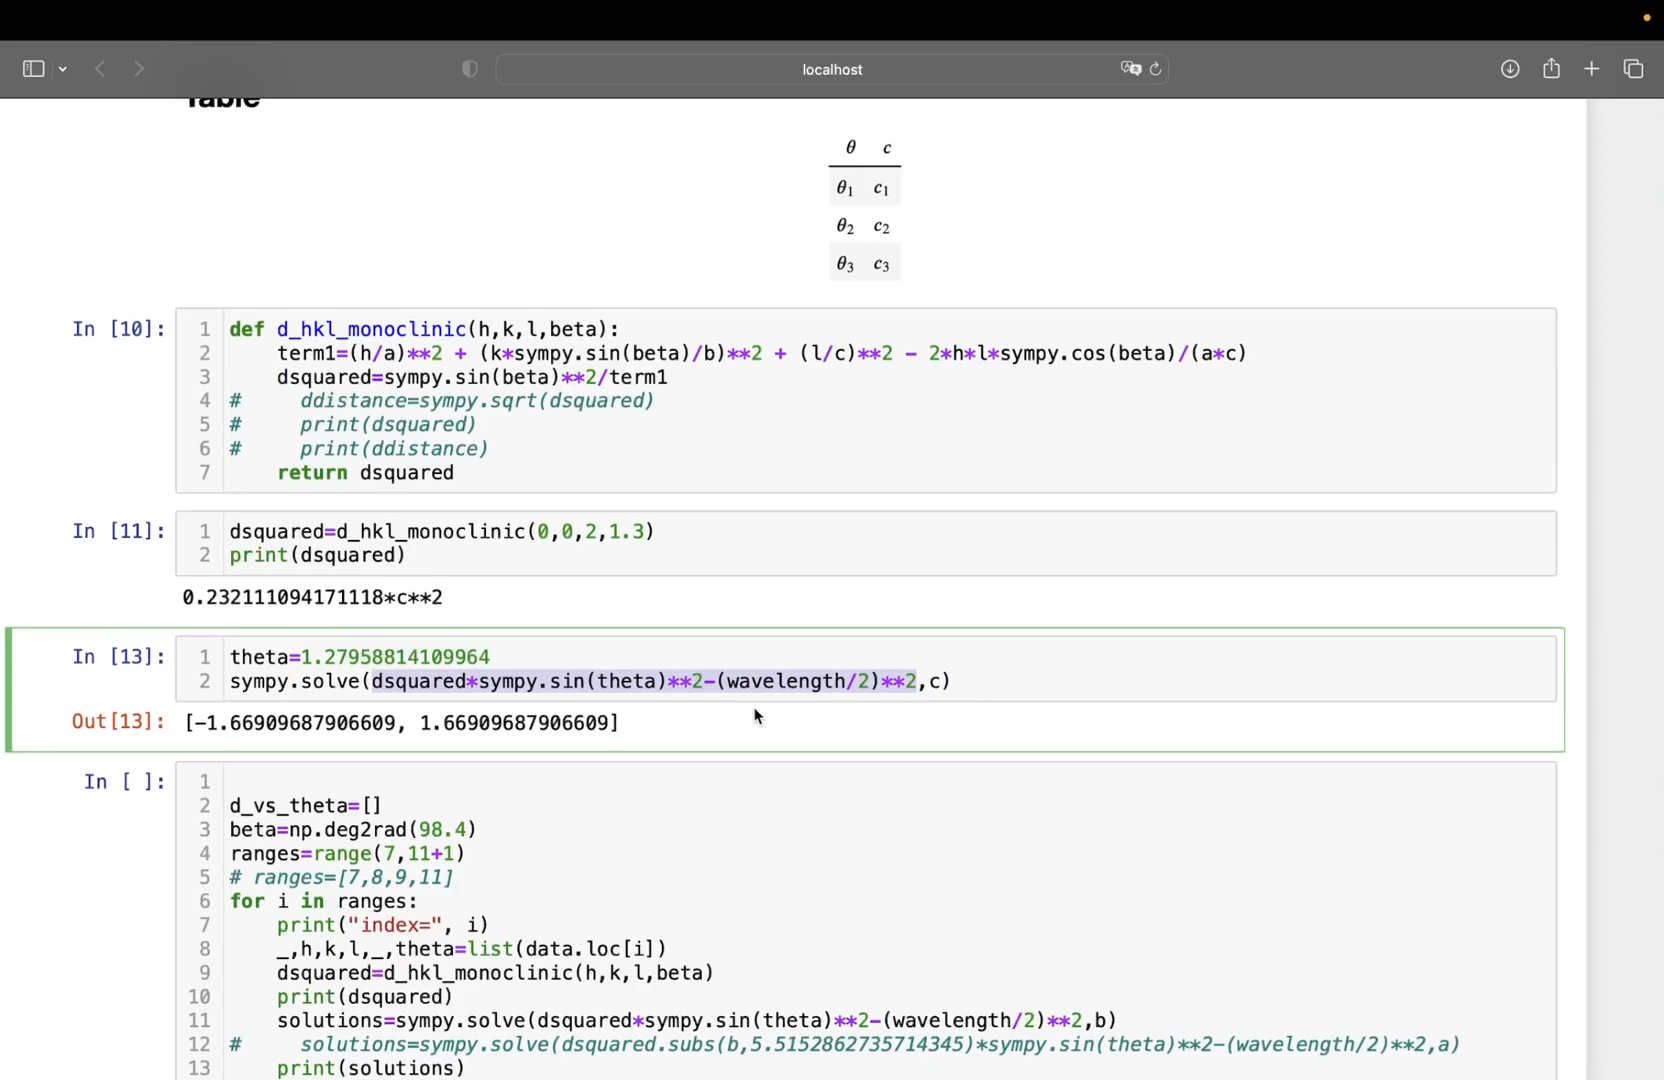 localhost
Table
θ c
θ1 c1
θ2 c2
θ3 c3
In [10]:
1 def d_hkl_monoclinic(h,k,l,beta):
2     term1=(h/a)**2 + (k*sympy.sin(beta)/b)**2 + (l/c)**2 - 2*h*l*sympy.cos(beta)/(a*c)
3     dsquared=sympy.sin(beta)**2/term1
4 #     ddistance=sympy.sqrt(dsquared)
5 #     print(dsquared)
6 #     print(ddistance)
7     return dsquared
In [11]:
1 dsquared=d_hkl_monoclinic(0,0,2,1.3)
2 print(dsquared)
0.232111094171118*c**2
In [13]:
1 theta=1.27958814109964
2 sympy.solve(dsquared*sympy.sin(theta)**2-(wavelength/2)**2,c)
Out[13]: [-1.66909687906609, 1.66909687906609]
In [ ]:
1
2 d_vs_theta=[]
3 beta=np.deg2rad(98.4)
4 ranges=range(7,11+1)
5 # ranges=[7,8,9,11]
6 for i in ranges:
7     print("index=", i)
8     _,h,k,l,_,theta=list(data.loc[i])
9     dsquared=d_hkl_monoclinic(h,k,l,beta)
10     print(dsquared)
11     solutions=sympy.solve(dsquared*sympy.sin(theta)**2-(wavelength/2)**2,b)
12 #     solutions=sympy.solve(dsquared.subs(b,5.5152862735714345)*sympy.sin(theta)**2-(wavelength/2)**2,a)
13     print(solutions)